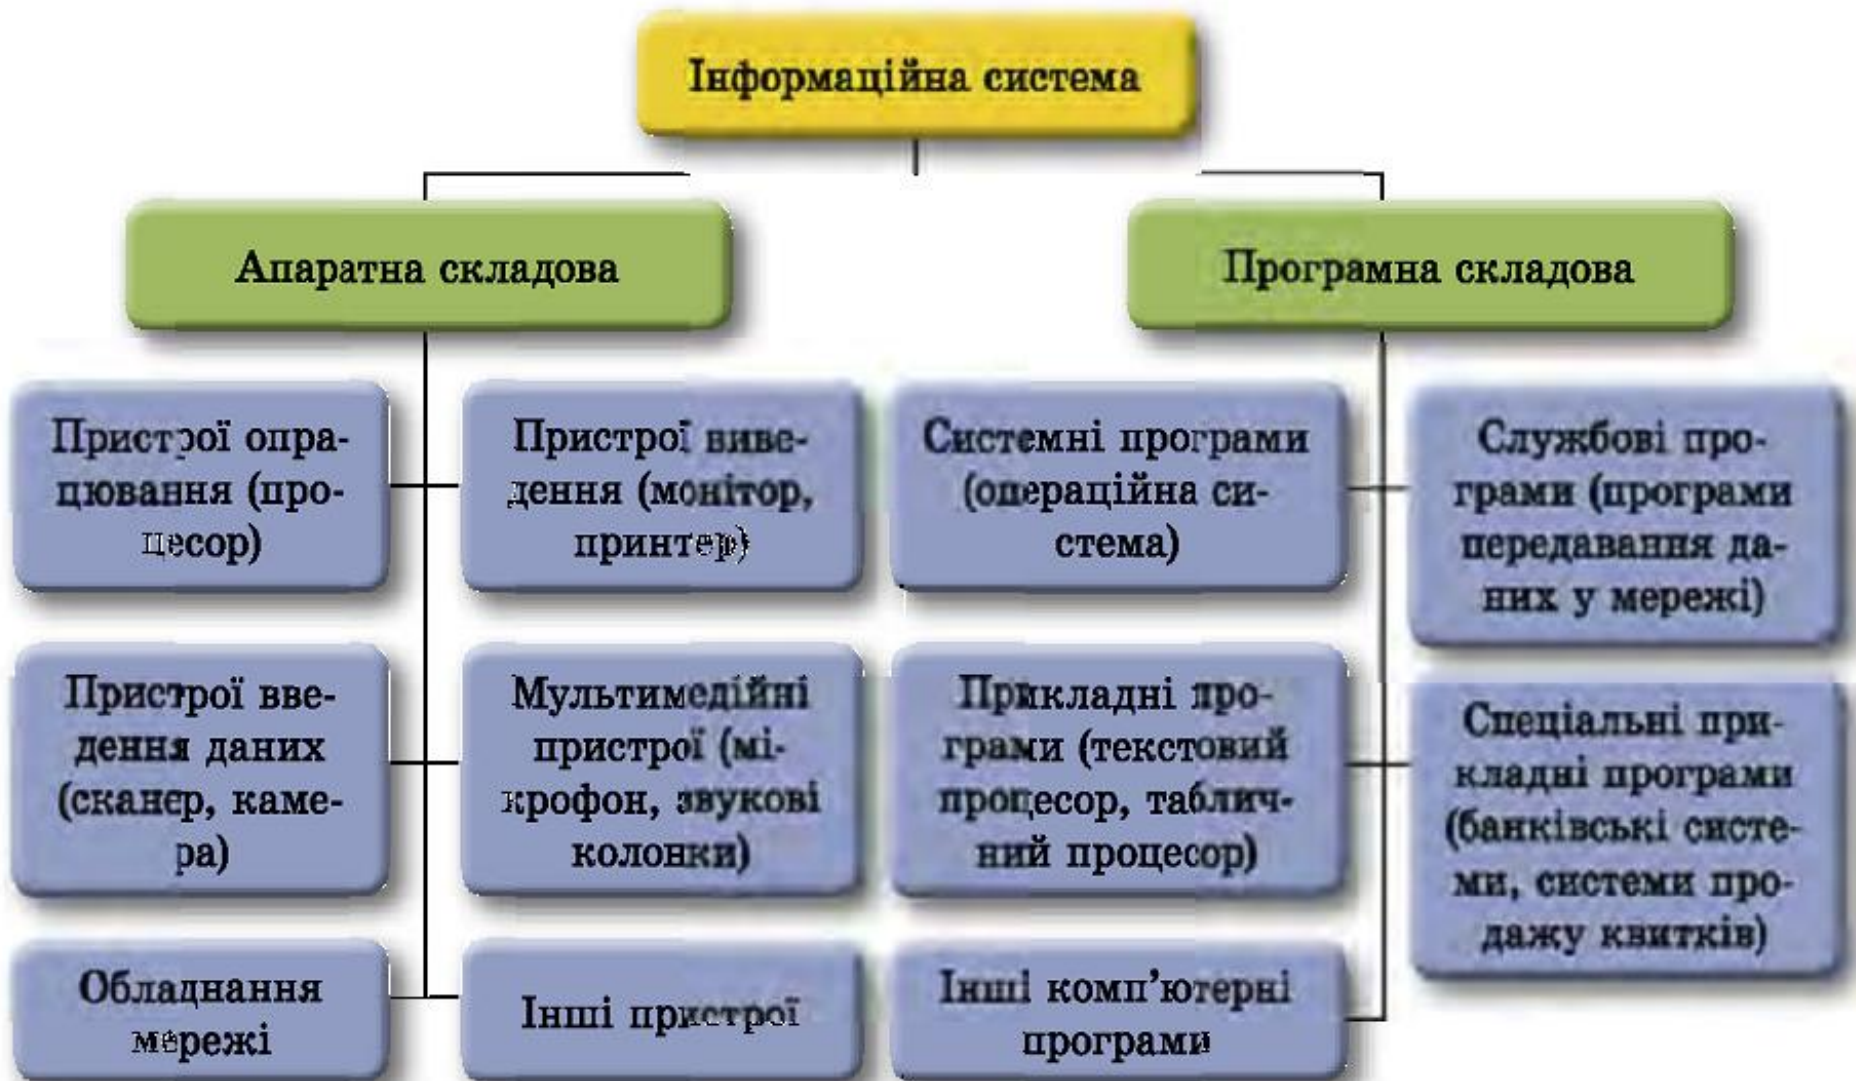 Інформаційна система
Апаратна складова
Програмна складова
Пристрої опра-
цювання (про-
цесор)
Пристрої виве-
дення (монітор,
принтер)
Системні програми
(операційна си-
стема)
Службові про-
грами (програми
передавання да-
них у мережі)
Пристрої вве-
дення даних
(сканер, каме-
ра)
Мультимедійні
пристрої (мі-
крофон, звукові
колонки)
Прикладні про-
грами (текстовий
процесор, таблич-
ний процесор)
Спеціальні при-
кладні програми
(банківські систе-
ми, системи про-
дажу квитків)
Обладнання
мережі
Інші пристрої
Інші комп’ютерні
програми